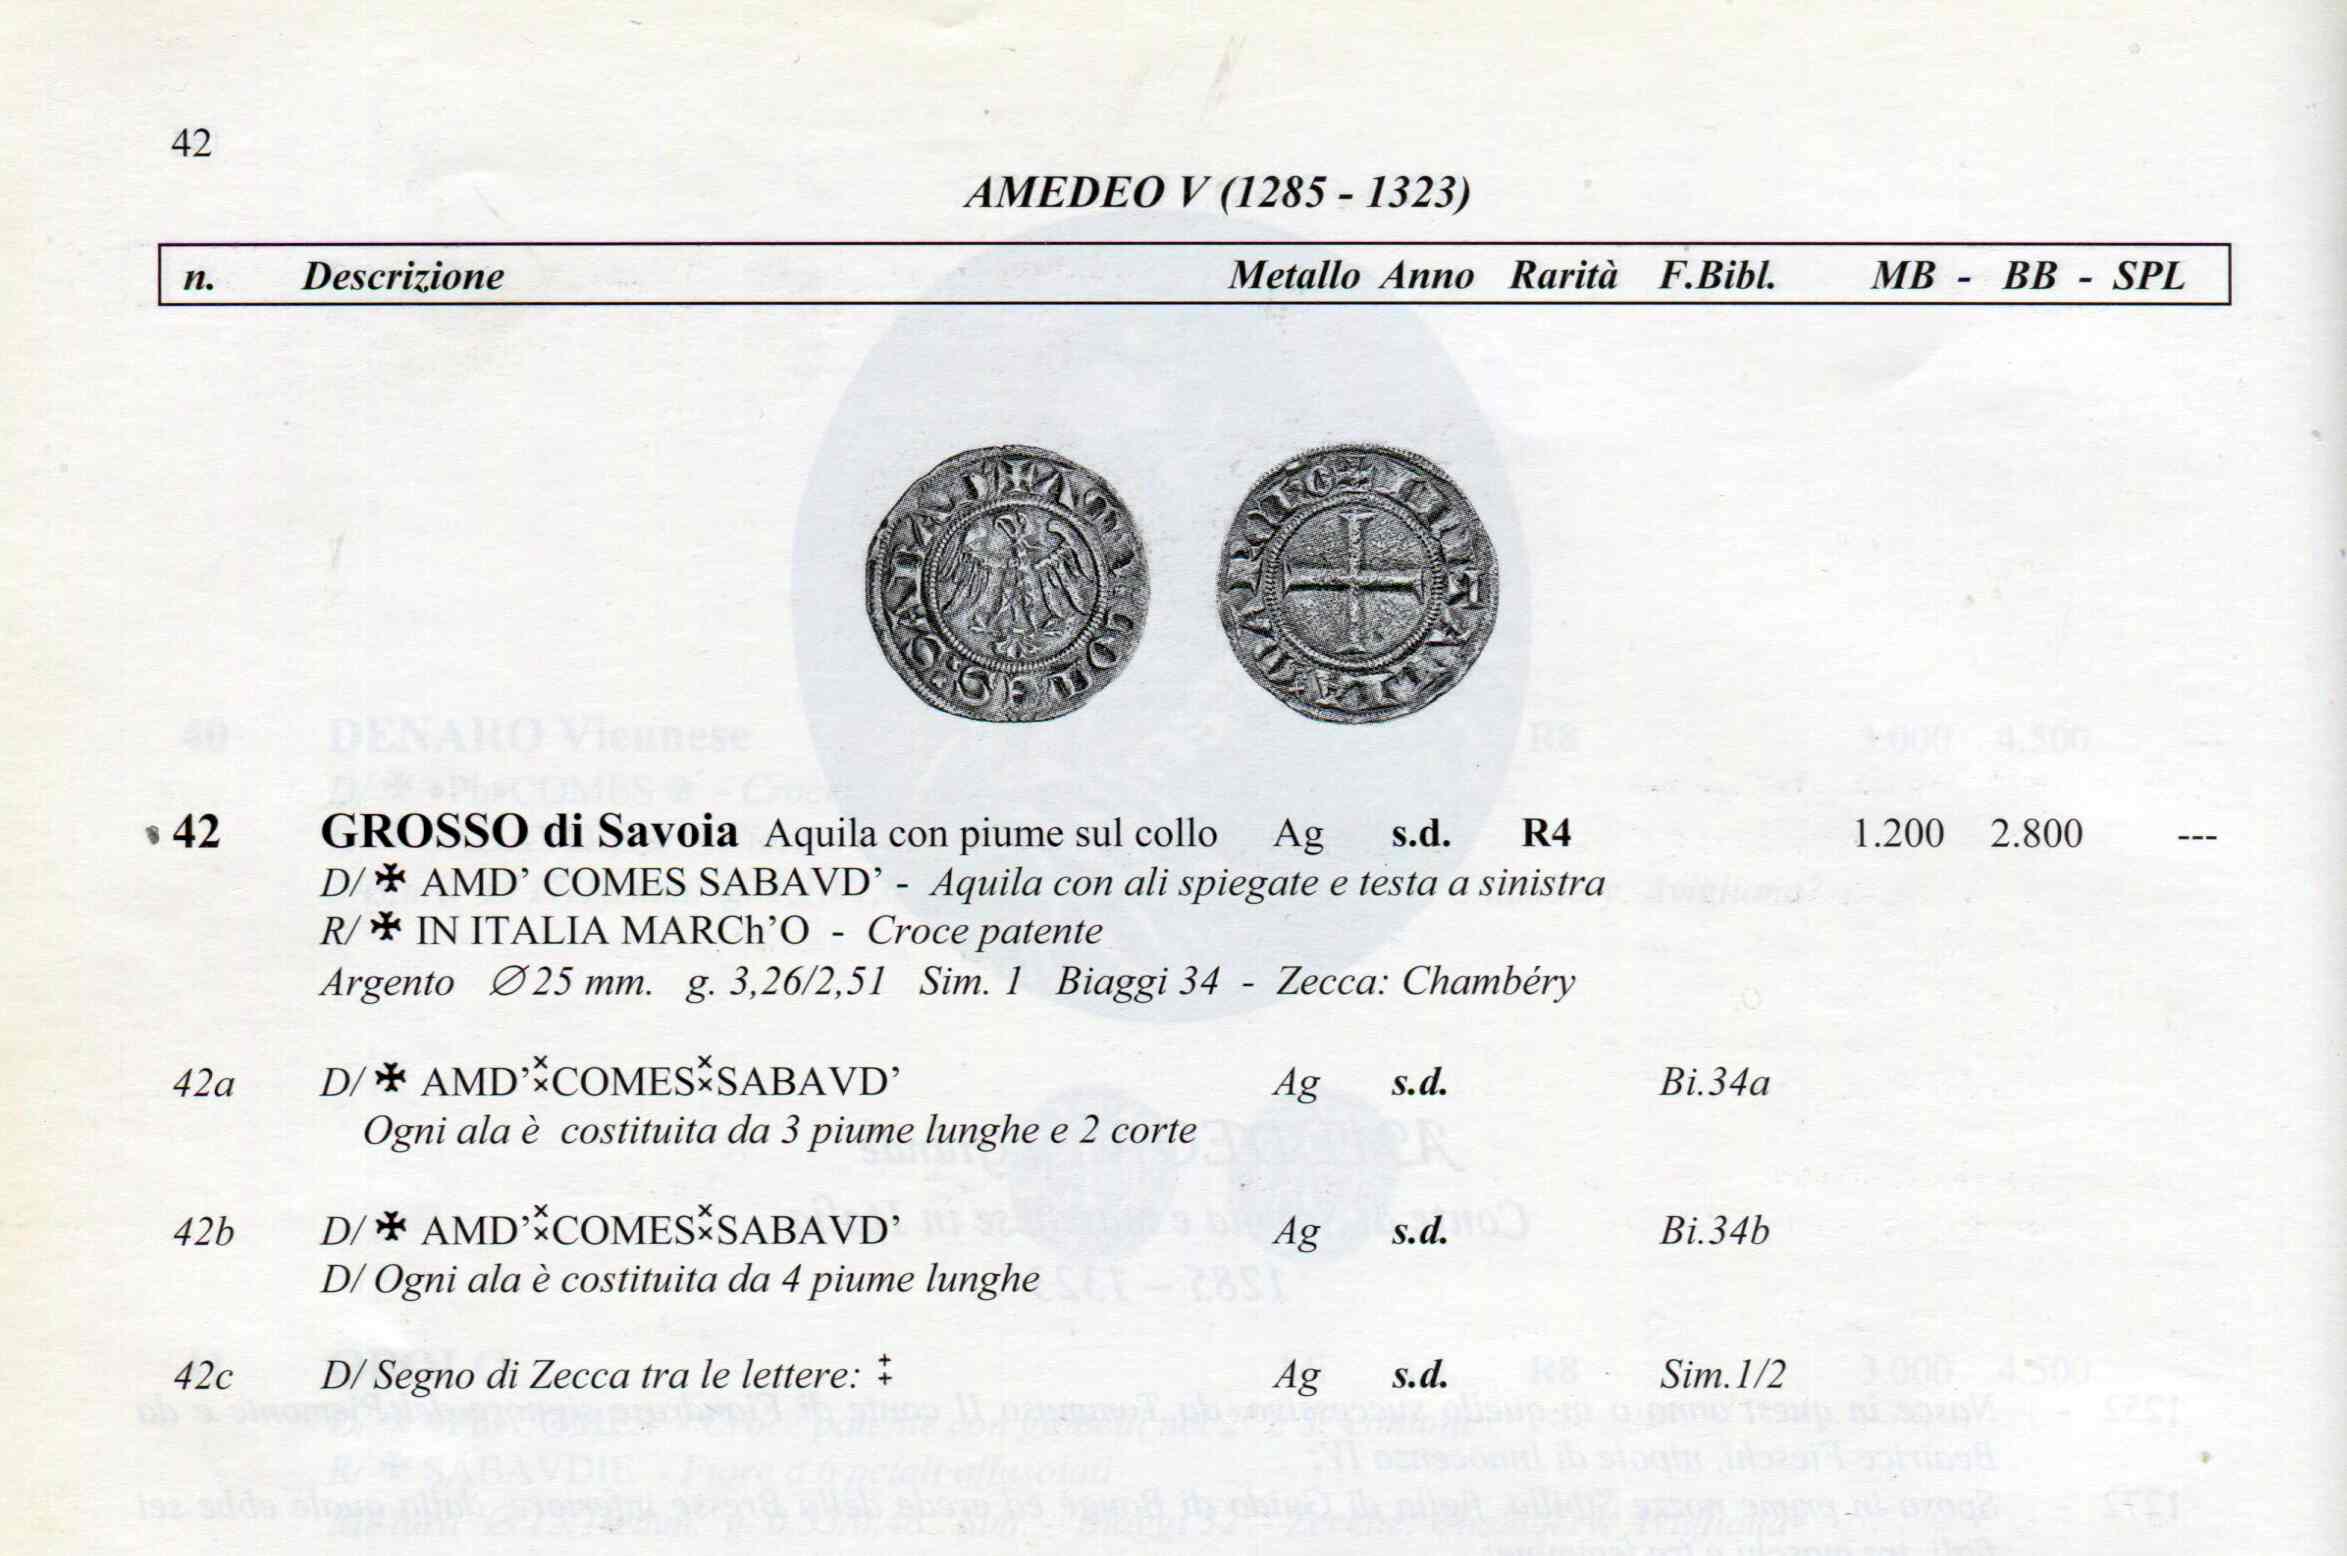 42
AMEDEO V (1285 - 1323)
n. Descrizione Metallo Anno Rarità F.Bibl. MB - BB - SPL
42 GROSSO di Savoia Aquila con piume sul collo Ag s.d. R4 1.200 2.800 ---
D/ ✠ AMD’ COMES SABAVD’ - Aquila con ali spiegate e testa a sinistra
R/ ✠ IN ITALIA MARCh’O - Croce patente
Argento ∅ 25 mm. g. 3,26/2,51 Sim. 1 Biaggi 34 - Zecca: Chambéry
42a D/ ✠ AMD’ˣₓCOMESˣₓSABAVD’ Ag s.d. Bi.34a
Ogni ala è costituita da 3 piume lunghe e 2 corte
42b D/ ✠ AMD’ˣₓCOMESˣₓSABAVD’ Ag s.d. Bi.34b
D/ Ogni ala è costituita da 4 piume lunghe
42c D/ Segno di Zecca tra le lettere: ‡ Ag s.d. Sim.1/2